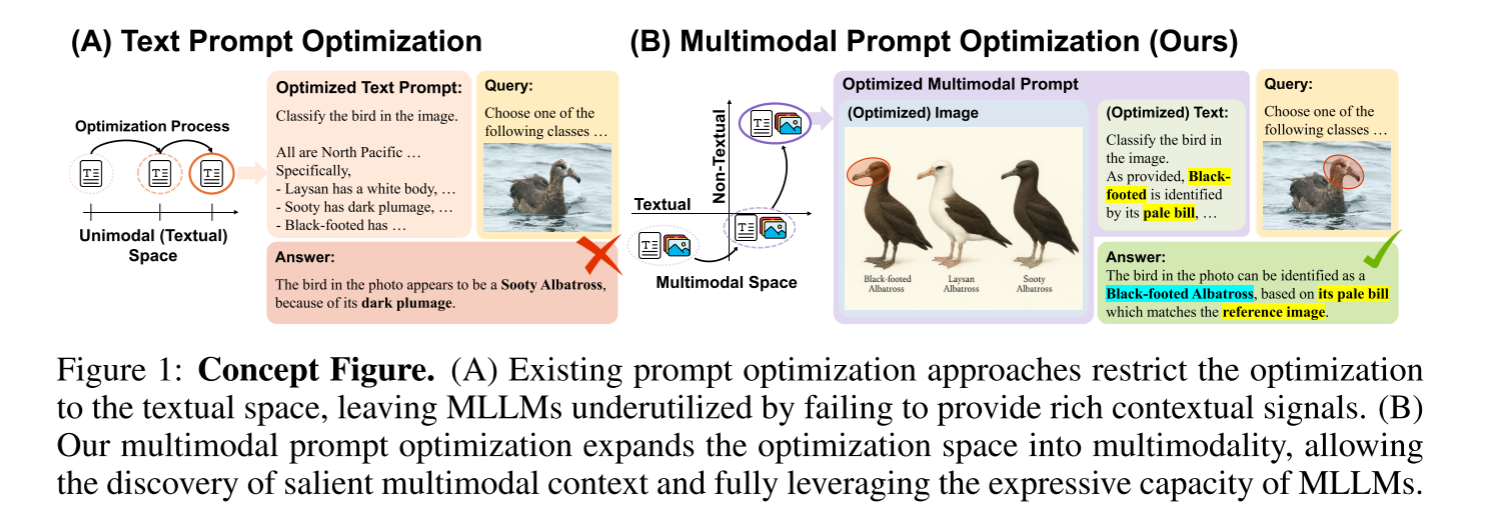 (A) Text Prompt Optimization
Optimization Process
Unimodal (Textual)
Space
Optimized Text Prompt:
Classify the bird in the image.
All are North Pacific …
Specifically,
- Laysan has a white body, …
- Sooty has dark plumage, …
- Black-footed has …
Query:
Choose one of the
following classes …
Answer:
The bird in the photo appears to be a Sooty Albatross,
because of its dark plumage.
(B) Multimodal Prompt Optimization (Ours)
Textual
Non-Textual
Multimodal Space
Optimized Multimodal Prompt
(Optimized) Image
Black-footed
Albatross
Laysan
Albatross
Sooty
Albatross
(Optimized) Text:
Classify the bird in
the image.
As provided, Black-
footed is identified
by its pale bill, …
Query:
Choose one of the
following classes …
Answer:
The bird in the photo can be identified as a
Black-footed Albatross, based on its pale bill
which matches the reference image.
Figure 1: Concept Figure. (A) Existing prompt optimization approaches restrict the optimization
to the textual space, leaving MLLMs underutilized by failing to provide rich contextual signals. (B)
Our multimodal prompt optimization expands the optimization space into multimodality, allowing
the discovery of salient multimodal context and fully leveraging the expressive capacity of MLLMs.